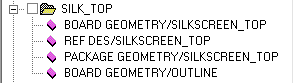 SILK_TOP
BOARD GEOMETRY/SILKSCREEN_TOP
REF DES/SILKSCREEN_TOP
PACKAGE GEOMETRY/SILKSCREEN_TOP
BOARD GEOMETRY/OUTLINE